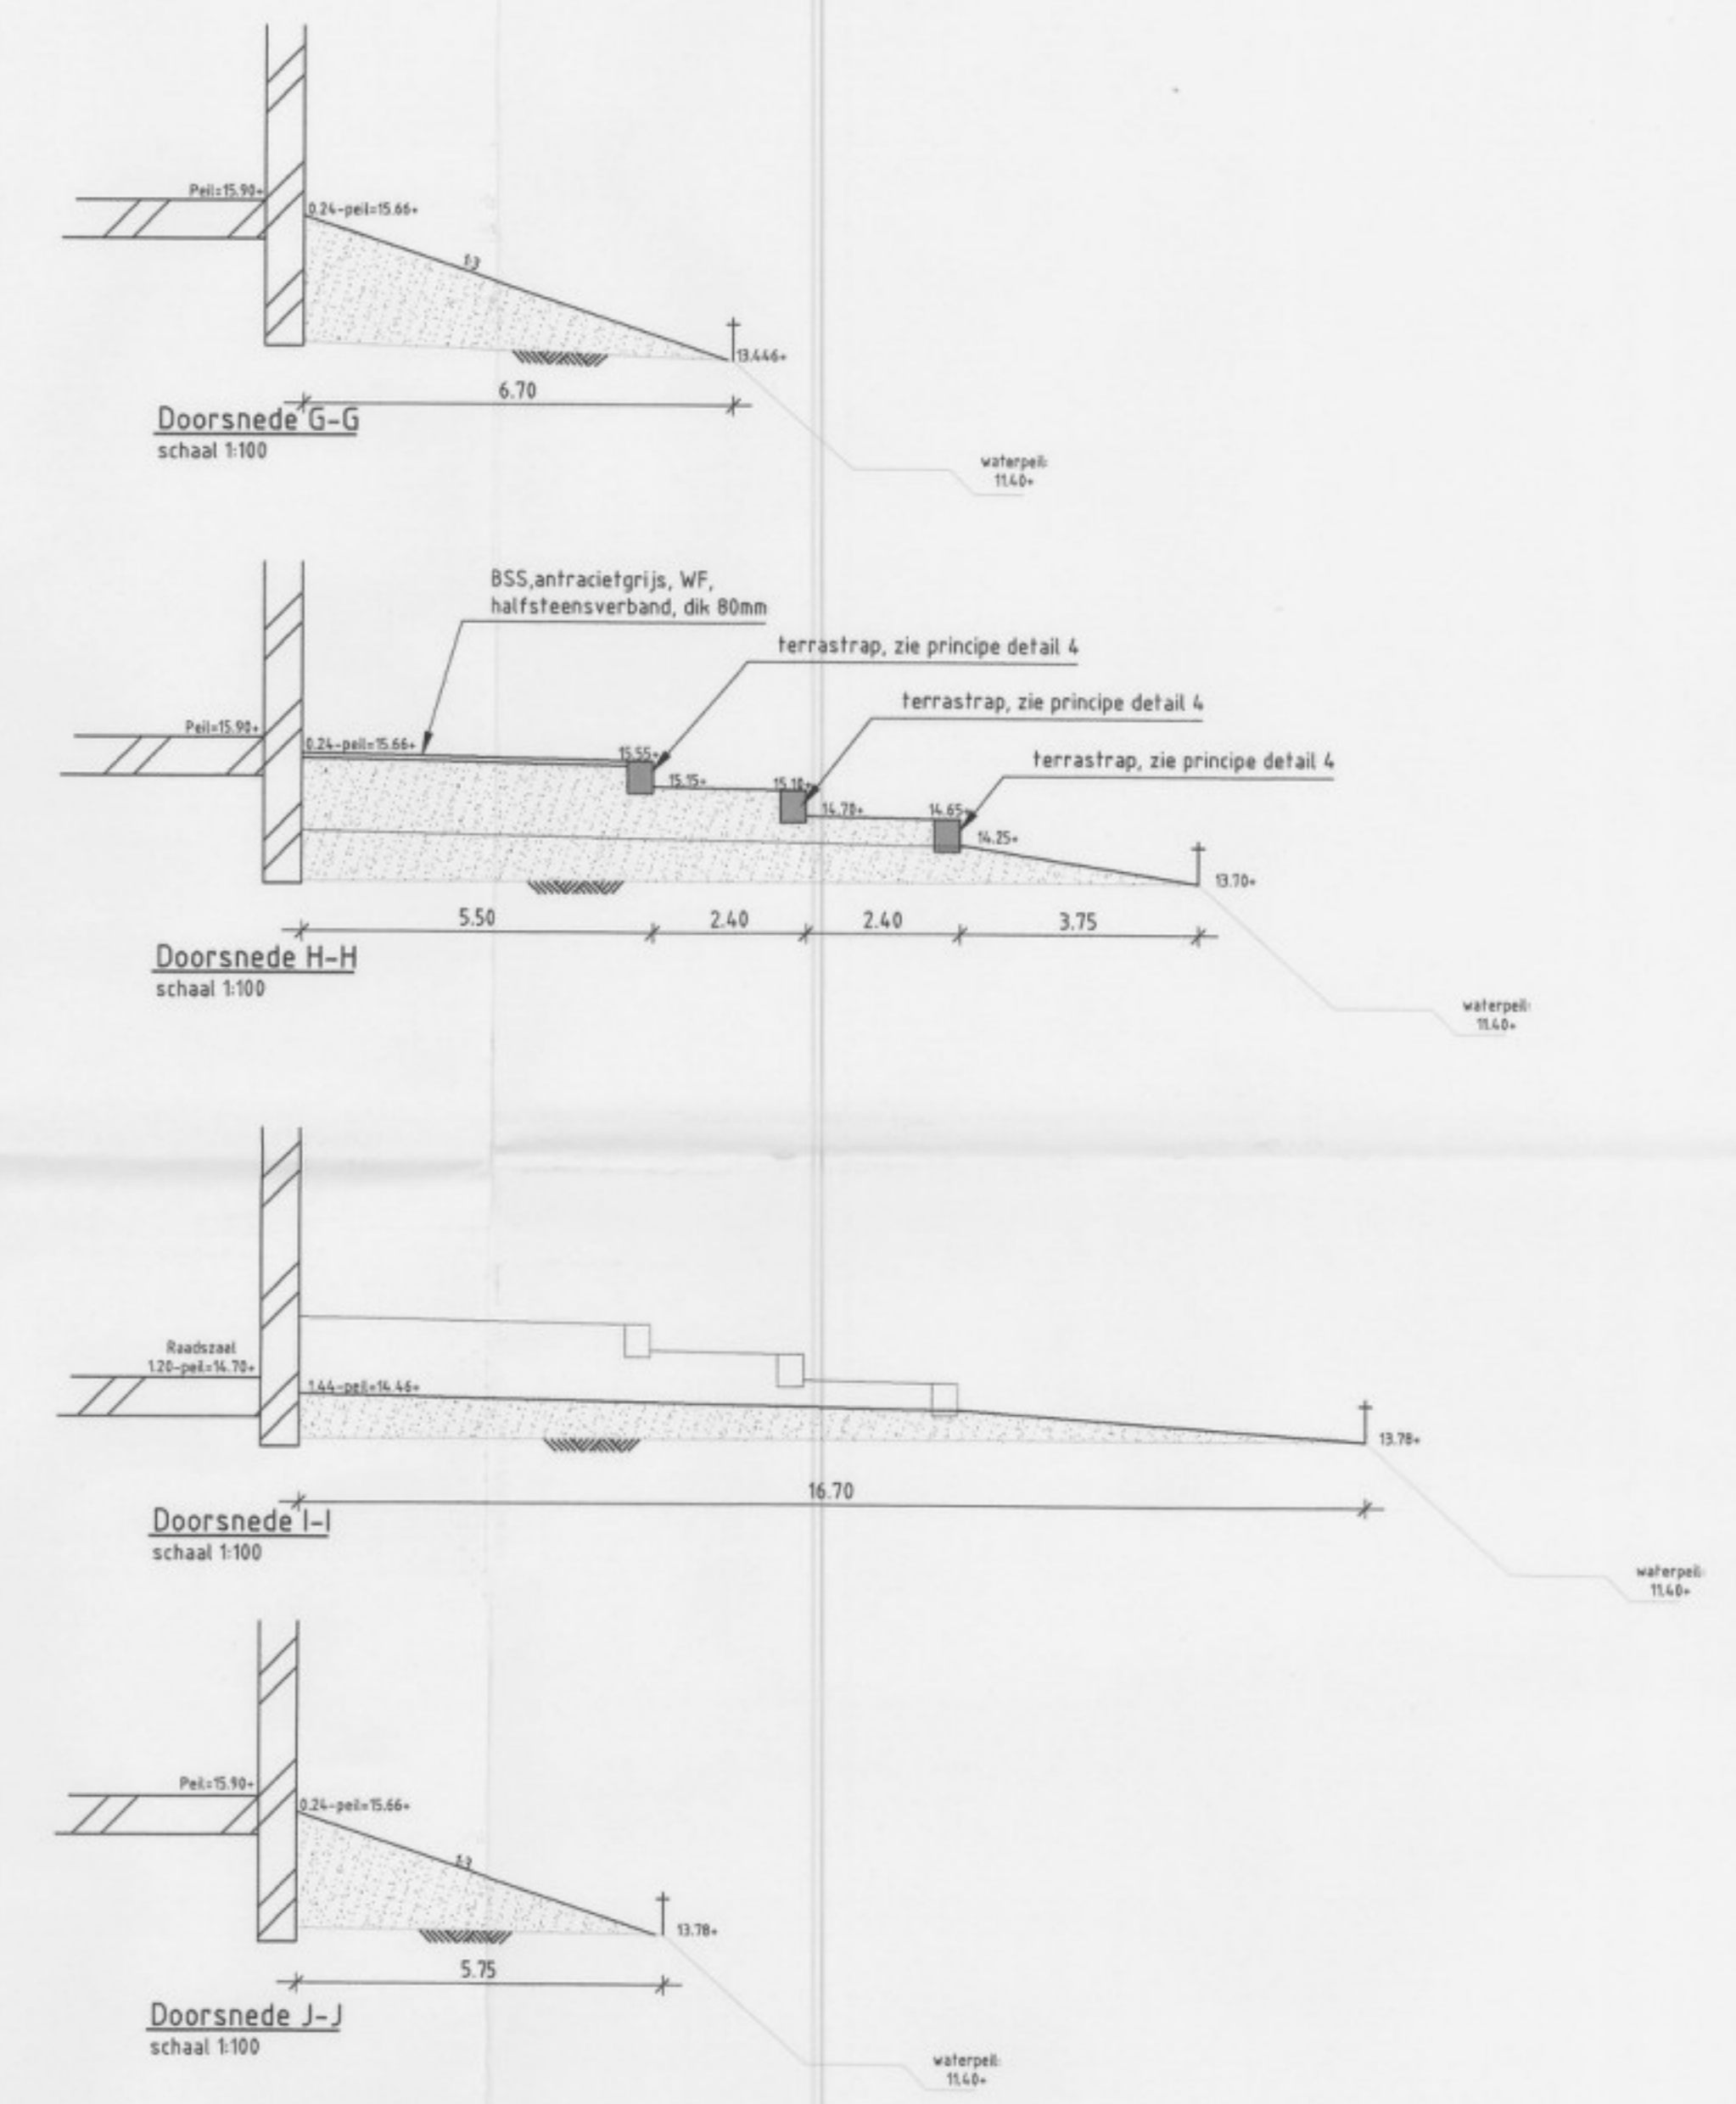 Peil=15.90+
0.24-peil=15.66+
1:3
13.446+
6.70
Doorsnede G-G
schaal 1:100
waterpeil:
11.40+
BSS,antracietgrijs, WF,
halfsteensverband, dik 80mm
terrastrap, zie principe detail 4
terrastrap, zie principe detail 4
terrastrap, zie principe detail 4
Peil=15.90+
0.24-peil=15.66+
15.55+
15.15+
15.10+
14.70+
14.65+
14.25+
13.70+
5.50
2.40
2.40
3.75
Doorsnede H-H
schaal 1:100
waterpeil:
11.40+
Raadszaal
1.20-peil=14.70+
1.44-peil=14.46+
13.78+
16.70
Doorsnede I-I
schaal 1:100
waterpeil:
11.40+
Peil=15.90+
0.24-peil=15.66+
1:3
13.78+
5.75
Doorsnede J-J
schaal 1:100
waterpeil:
11.40+